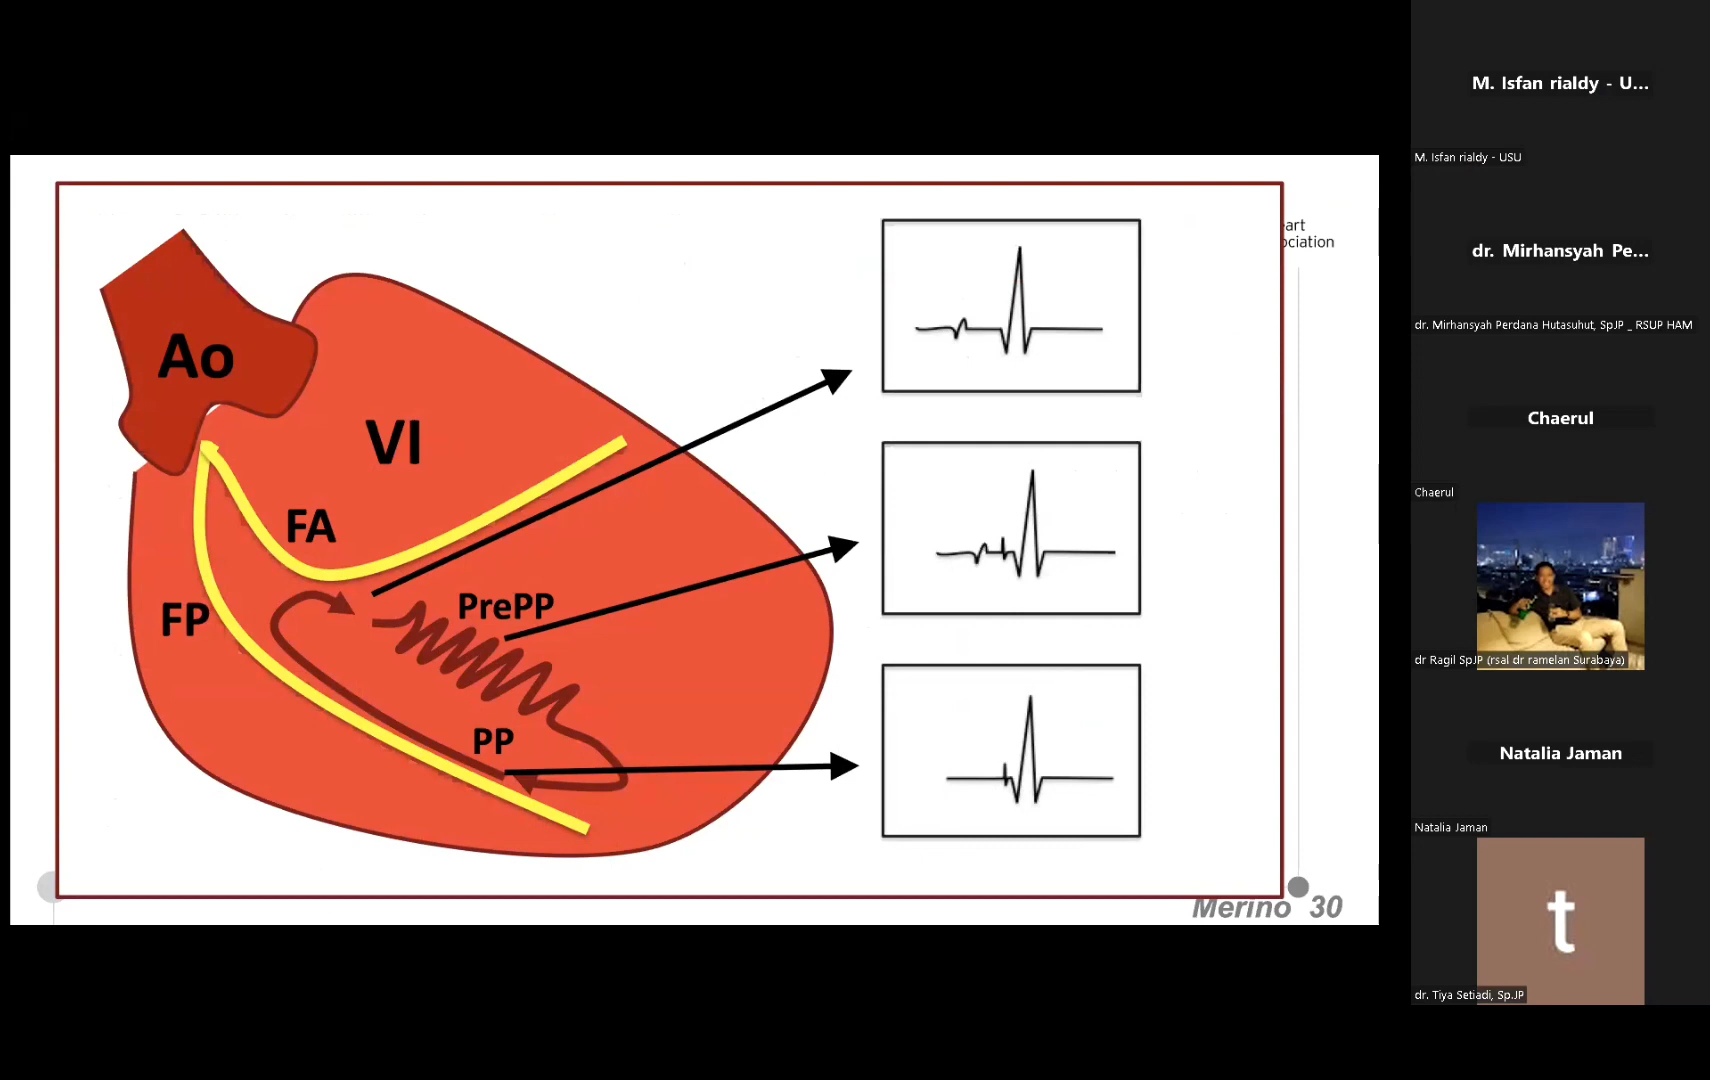 art
ociation
Ao
VI
FA
FP
PrePP
PP
Merino 30
M. Isfan rialdy - U...
M. Isfan rialdy - USU
dr. Mirhansyah Pe...
dr. Mirhansyah Perdana Hutasuhut, SpJP _ RSUP HAM
Chaerul
Chaerul
dr Ragil SpJP (rsal dr ramelan Surabaya)
Natalia Jaman
Natalia Jaman
t
dr. Tiya Setiadi, Sp.JP